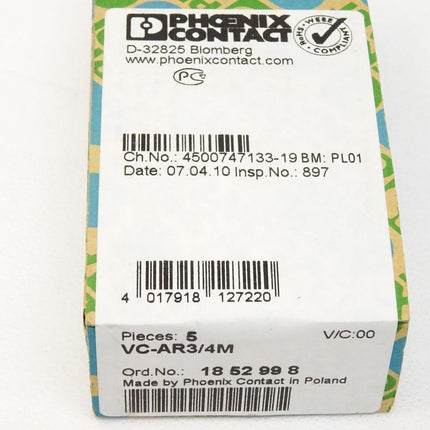 PHOENIX
CONTACT
RoHS WEEE COMPLIANT
D-32825 Blomberg
www.phoenixcontact.com
Ch.No.: 4500747133-19 BM: PL01
Date: 07.04.10 Insp.No.: 897
4 017918 127220
Pieces: 5 V/C:00
VC-AR3/4M
Ord.No.: 18 52 99 8
Made by Phoenix Contact in Poland